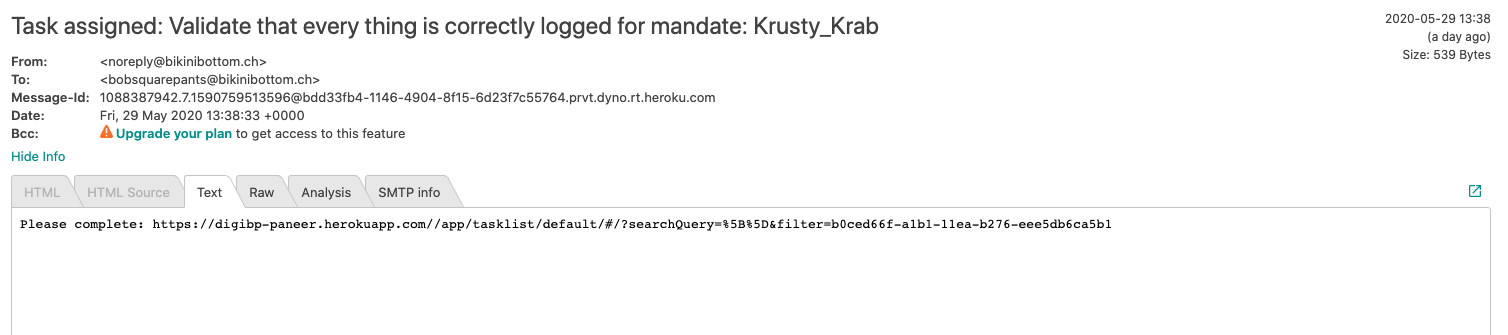 Task assigned: Validate that every thing is correctly logged for mandate: Krusty_Krab
2020-05-29 13:38
(a day ago)
Size: 539 Bytes
From: <noreply@bikinibottom.ch>
To: <bobsquarepants@bikinibottom.ch>
Message-Id: 1088387942.7.1590759513596@bdd33fb4-1146-4904-8f15-6d23f7c55764.prvt.dyno.rt.heroku.com
Date: Fri, 29 May 2020 13:38:33 +0000
Bcc: Upgrade your plan to get access to this feature
Hide Info
HTML HTML Source Text Raw Analysis SMTP info
Please complete: https://digibp-paneer.herokuapp.com//app/tasklist/default/#/?searchQuery=%5B%5D&filter=b0ced66f-a1b1-11ea-b276-eee5db6ca5b1